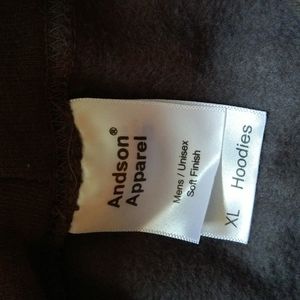 Andson®
Apparel
Mens / Unisex
Soft Finish
XL Hoodies